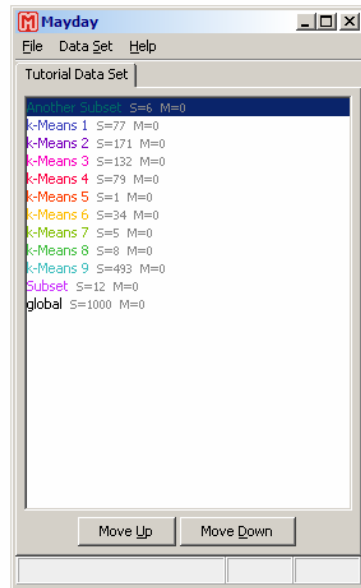 Mayday
File Data Set Help
Tutorial Data Set
Another Subset S=6 M=0
k-Means 1 S=77 M=0
k-Means 2 S=171 M=0
k-Means 3 S=132 M=0
k-Means 4 S=79 M=0
k-Means 5 S=1 M=0
k-Means 6 S=34 M=0
k-Means 7 S=5 M=0
k-Means 8 S=8 M=0
k-Means 9 S=493 M=0
Subset S=12 M=0
global S=1000 M=0
Move Up Move Down